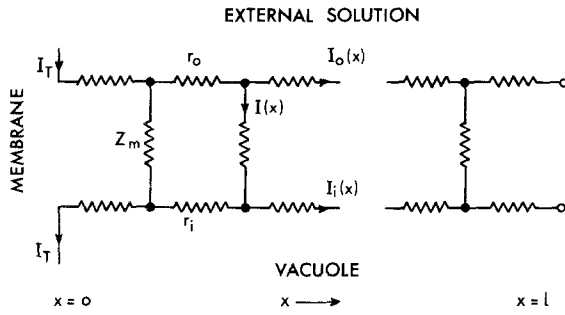 EXTERNAL SOLUTION
I_T
r_o
I_o(x)
I(x)
MEMBRANE
Z_m
I_i(x)
r_i
I_T
VACUOLE
x = o
x →
x = l